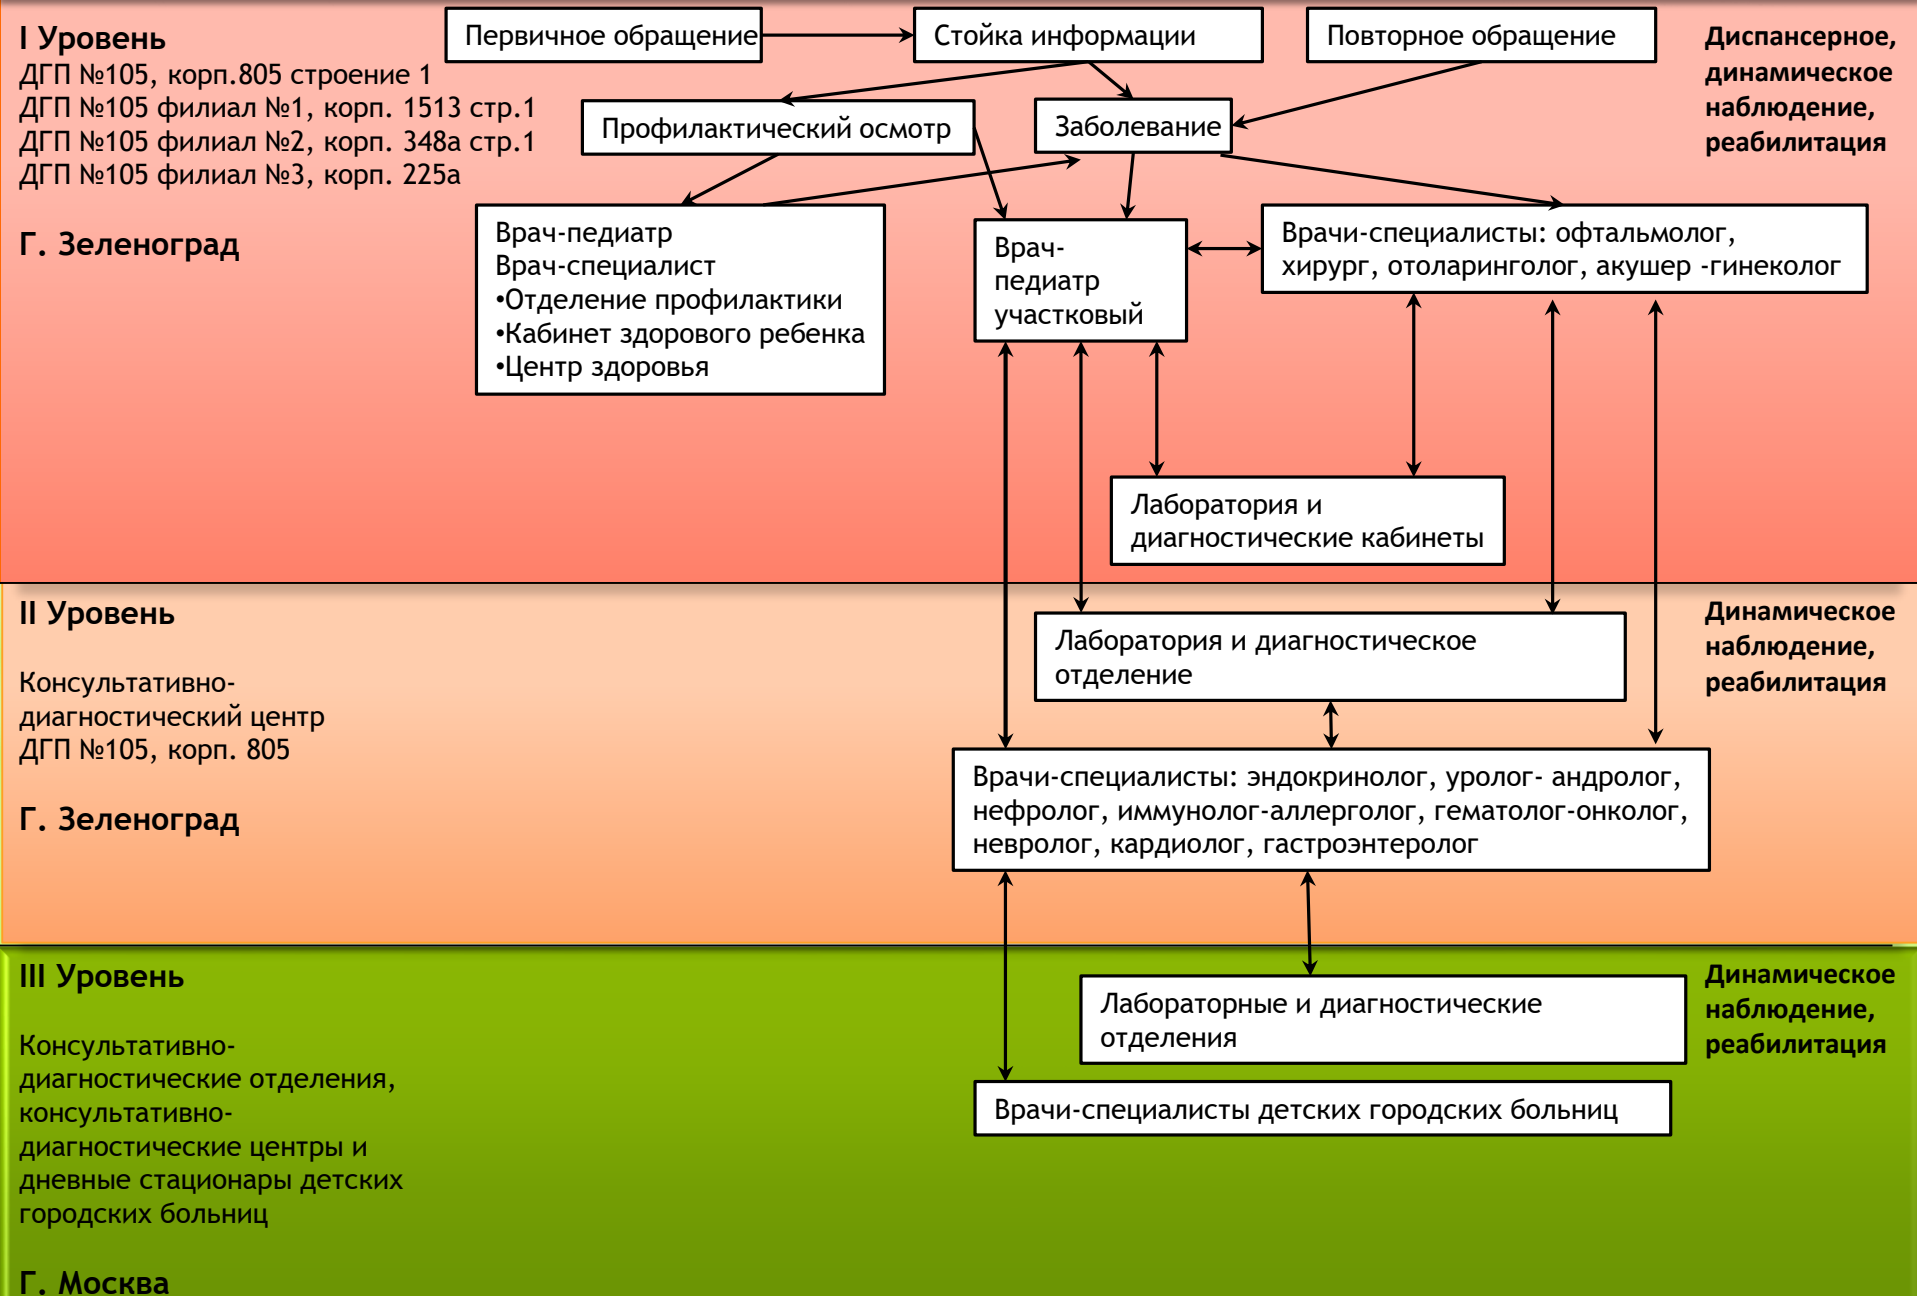 I Уровень
ДГП №105, корп.805 строение 1
ДГП №105 филиал №1, корп. 1513 стр.1
ДГП №105 филиал №2, корп. 348а стр.1
ДГП №105 филиал №3, корп. 225а
Г. Зеленоград
Первичное обращение
Стойка информации
Повторное обращение
Диспансерное,
динамическое
наблюдение,
реабилитация
Профилактический осмотр
Заболевание
Врач-педиатр
Врач-специалист
•Отделение профилактики
•Кабинет здорового ребенка
•Центр здоровья
Врач-
педиатр
участковый
Врачи-специалисты: офтальмолог,
хирург, отоларинголог, акушер -гинеколог
Лаборатория и
диагностические кабинеты
II Уровень
Консультативно-
диагностический центр
ДГП №105, корп. 805
Г. Зеленоград
Лаборатория и диагностическое
отделение
Динамическое
наблюдение,
реабилитация
Врачи-специалисты: эндокринолог, уролог- андролог,
нефролог, иммунолог-аллерголог, гематолог-онколог,
невролог, кардиолог, гастроэнтеролог
III Уровень
Консультативно-
диагностические отделения,
консультативно-
диагностические центры и
дневные стационары детских
городских больниц
Г. Москва
Лабораторные и диагностические
отделения
Врачи-специалисты детских городских больниц
Динамическое
наблюдение,
реабилитация